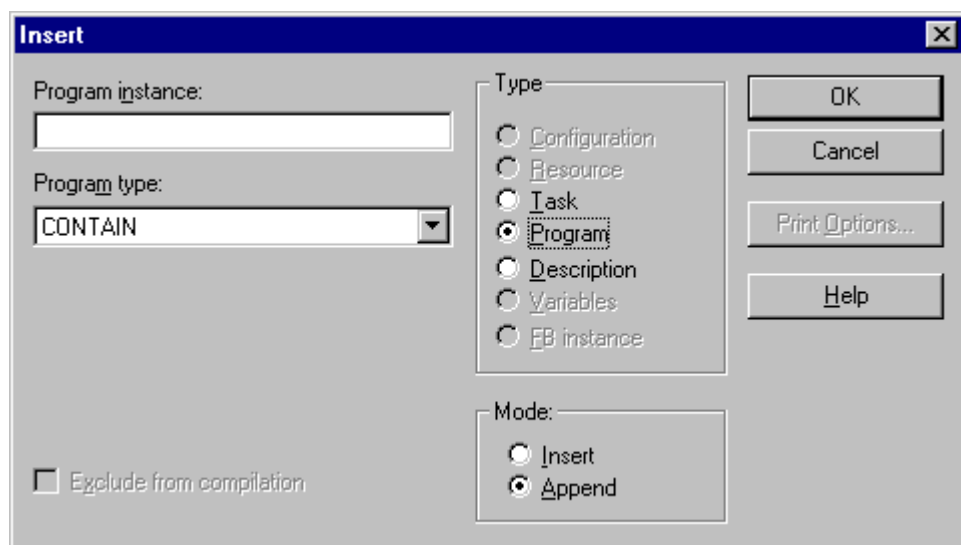 Insert
Program instance:
Program type:
CONTAIN
Exclude from compilation
Type
Configuration
Resource
Task
Program
Description
Variables
FB instance
Mode:
Insert
Append
OK
Cancel
Print Options...
Help